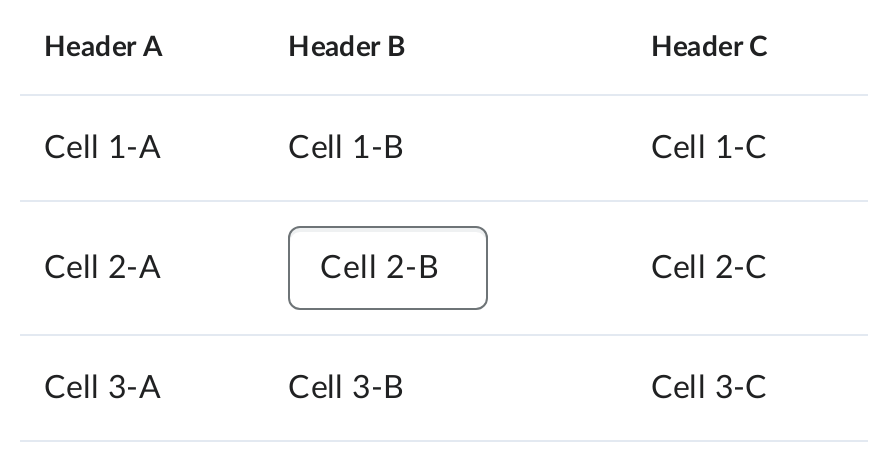 Header A Header B Header C
Cell 1-A Cell 1-B Cell 1-C
Cell 2-A Cell 2-B Cell 2-C
Cell 3-A Cell 3-B Cell 3-C